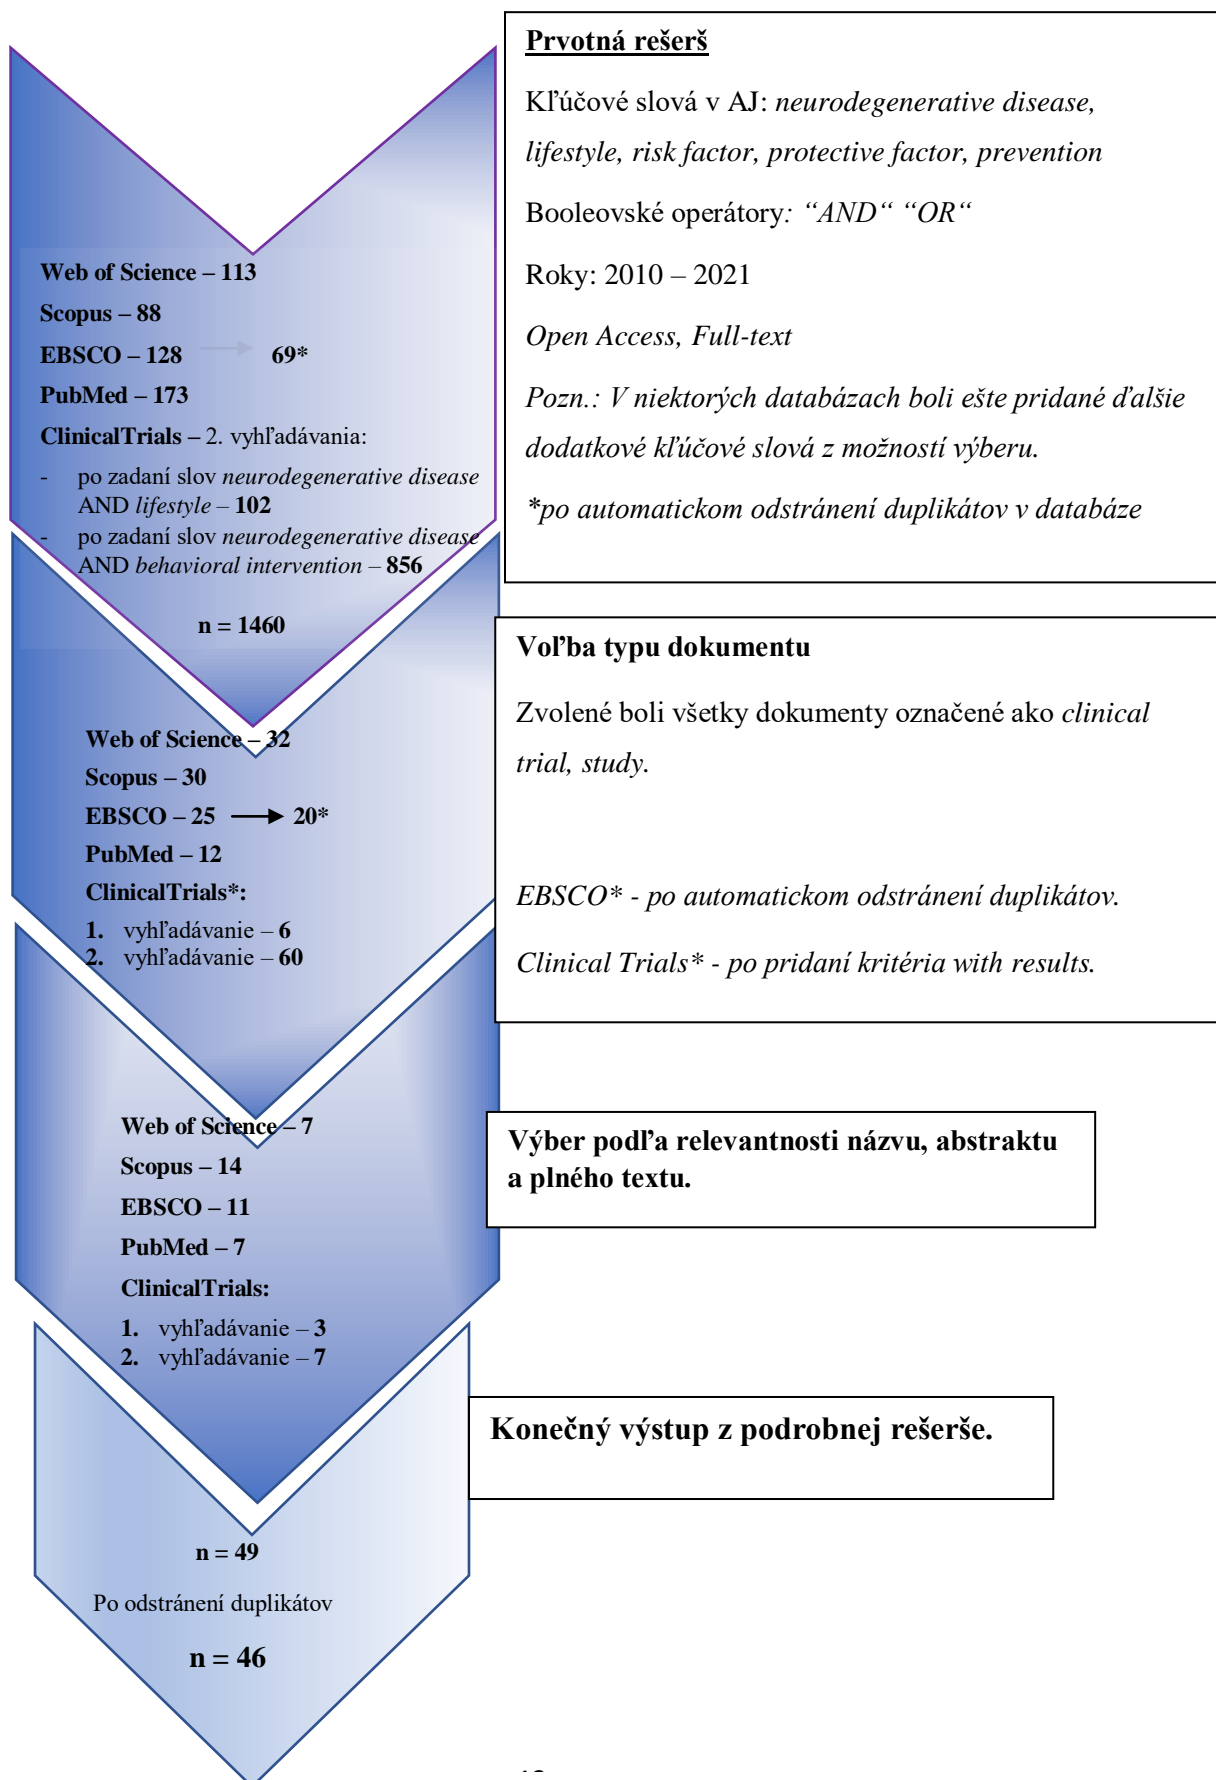 Prvotná rešerš
Kľúčové slová v AJ: neurodegenerative disease,
lifestyle, risk factor, protective factor, prevention
Booleovské operátory: “AND“ “OR“
Roky: 2010 – 2021
Open Access, Full-text
Pozn.: V niektorých databázach boli ešte pridané ďalšie
dodatkové kľúčové slová z možností výberu.
*po automatickom odstránení duplikátov v databáze
Web of Science – 113
Scopus – 88
EBSCO – 128 69*
PubMed – 173
ClinicalTrials – 2. vyhľadávania:
- po zadaní slov neurodegenerative disease
AND lifestyle – 102
- po zadaní slov neurodegenerative disease
AND behavioral intervention – 856
n = 1460
Voľba typu dokumentu
Zvolené boli všetky dokumenty označené ako clinical
trial, study.
EBSCO* - po automatickom odstránení duplikátov.
Clinical Trials* - po pridaní kritéria with results.
Web of Science – 32
Scopus – 30
EBSCO – 25 20*
PubMed – 12
ClinicalTrials*:
1. vyhľadávanie – 6
2. vyhľadávanie – 60
Výber podľa relevantnosti názvu, abstraktu
a plného textu.
Web of Science – 7
Scopus – 14
EBSCO – 11
PubMed – 7
ClinicalTrials:
1. vyhľadávanie – 3
2. vyhľadávanie – 7
Konečný výstup z podrobnej rešerše.
n = 49
Po odstránení duplikátov
n = 46